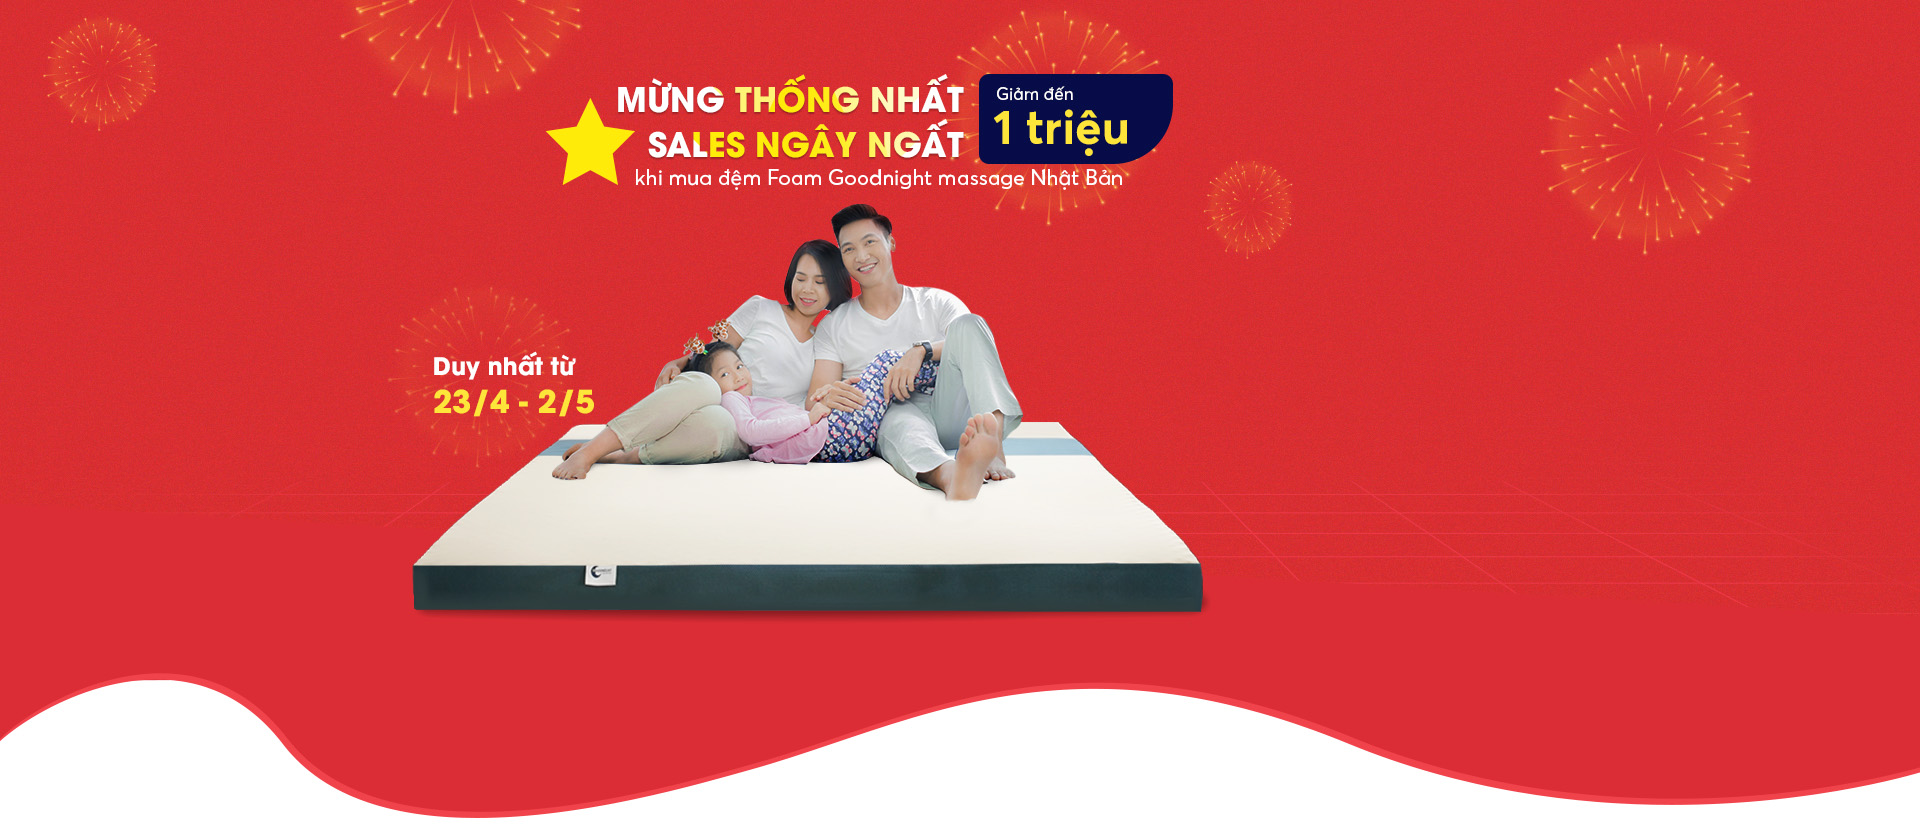 MỪNG THỐNG NHẤT
SALES NGÂY NGẤT
Giảm đến
1 triệu
khi mua đệm Foam Goodnight massage Nhật Bản
Duy nhất từ
23/4 - 2/5